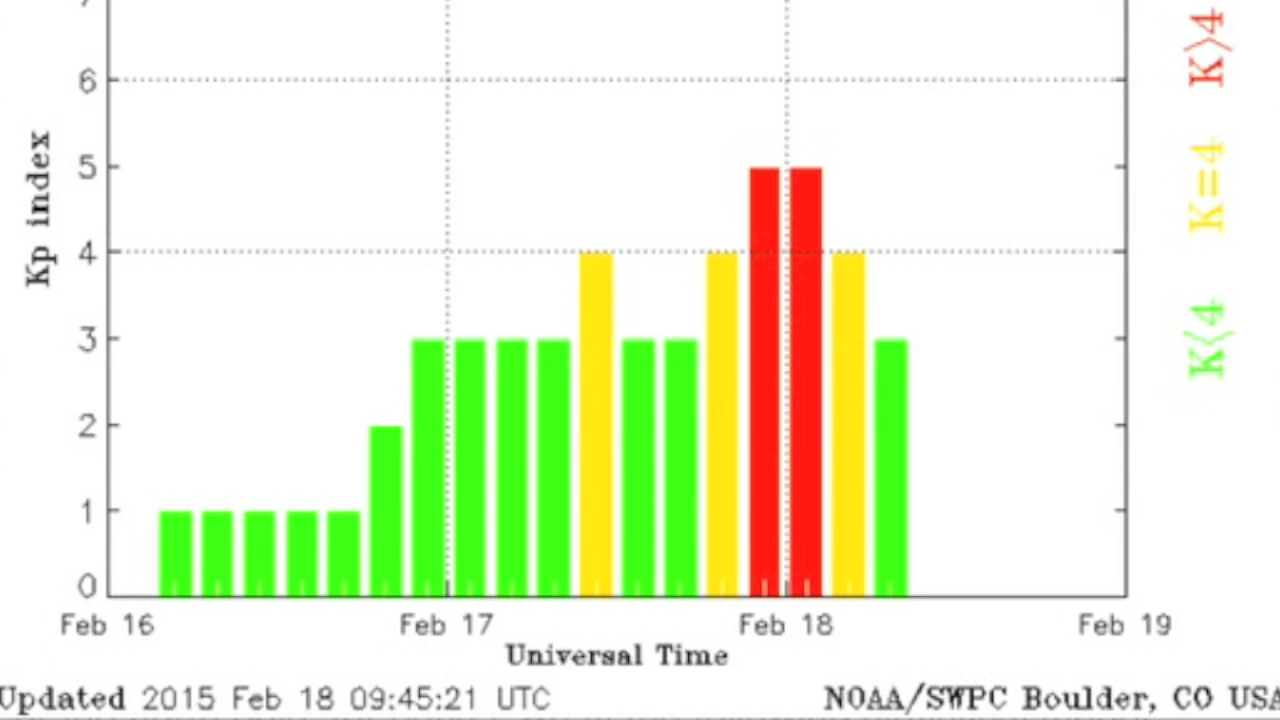 7
6
5
4
3
2
1
0
Kp index
Feb 16 Feb 17 Feb 18 Feb 19
Universal Time
Updated 2015 Feb 18 09:45:21 UTC NOAA/SWPC Boulder, CO USA
K>4
K=4
K<4